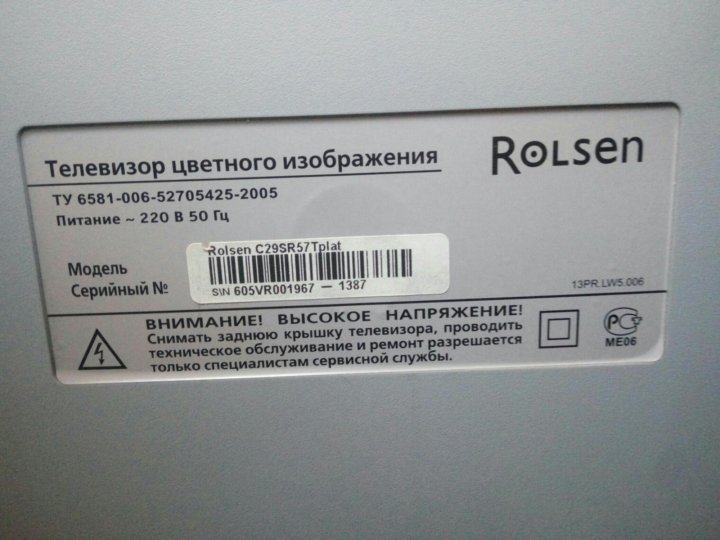 Телевизор цветного изображения
ROLSEN
ТУ 6581-006-52705425-2005
Питание ~ 220 В 50 Гц
Rolsen C29SR57Tplat
Модель
Серийный №
S\N 605VR001967 — 1387
13PR.LW5.006
ВНИМАНИЕ! ВЫСОКОЕ НАПРЯЖЕНИЕ!
Снимать заднюю крышку телевизора, проводить
техническое обслуживание и ремонт разрешается
только специалистам сервисной службы.
РСТ
ME06